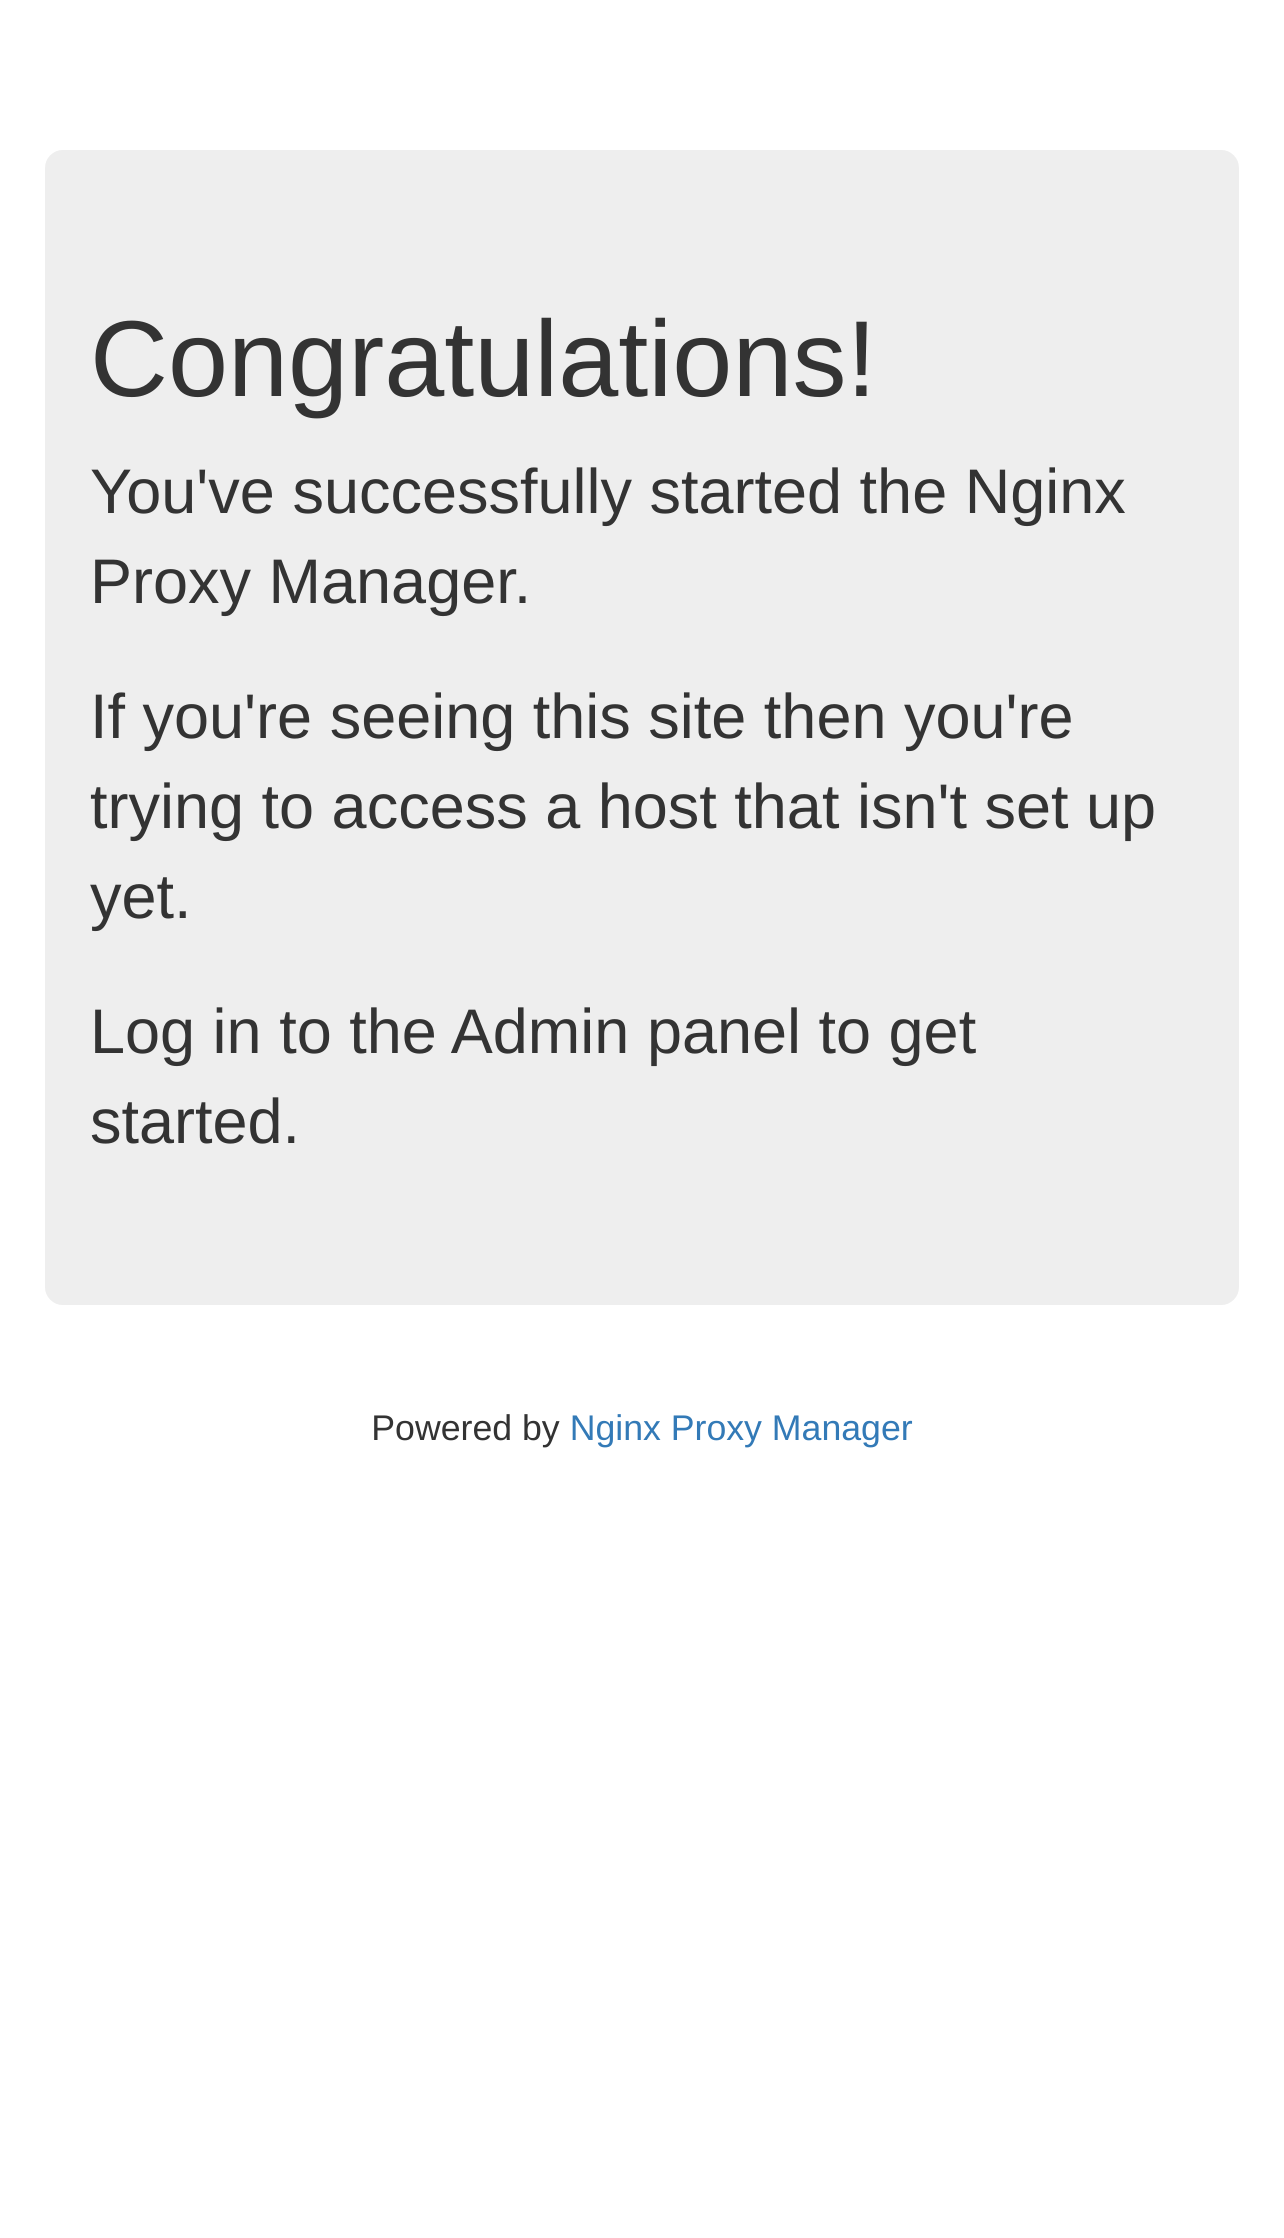 Congratulations!
You've successfully started the Nginx
Proxy Manager.
If you're seeing this site then you're
trying to access a host that isn't set up
yet.
Log in to the Admin panel to get
started.
Powered by Nginx Proxy Manager